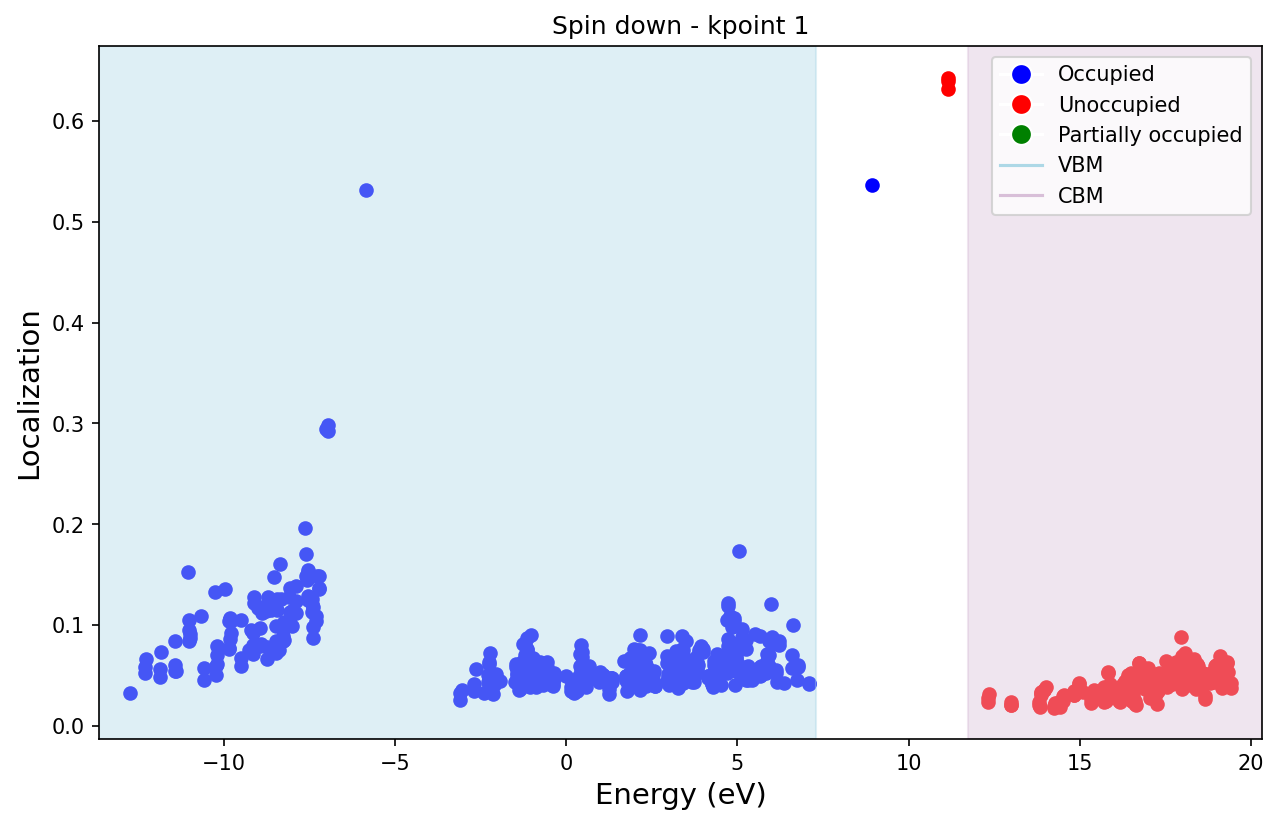 Spin down - kpoint 1
Localization
0.6
0.5
0.4
0.3
0.2
0.1
0.0
Occupied
Unoccupied
Partially occupied
VBM
CBM
−10
−5
0
5
10
15
20
Energy (eV)